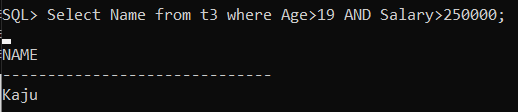 SQL> Select Name from t3 where Age>19 AND Salary>250000;
NAME
------------------------------
Kaju